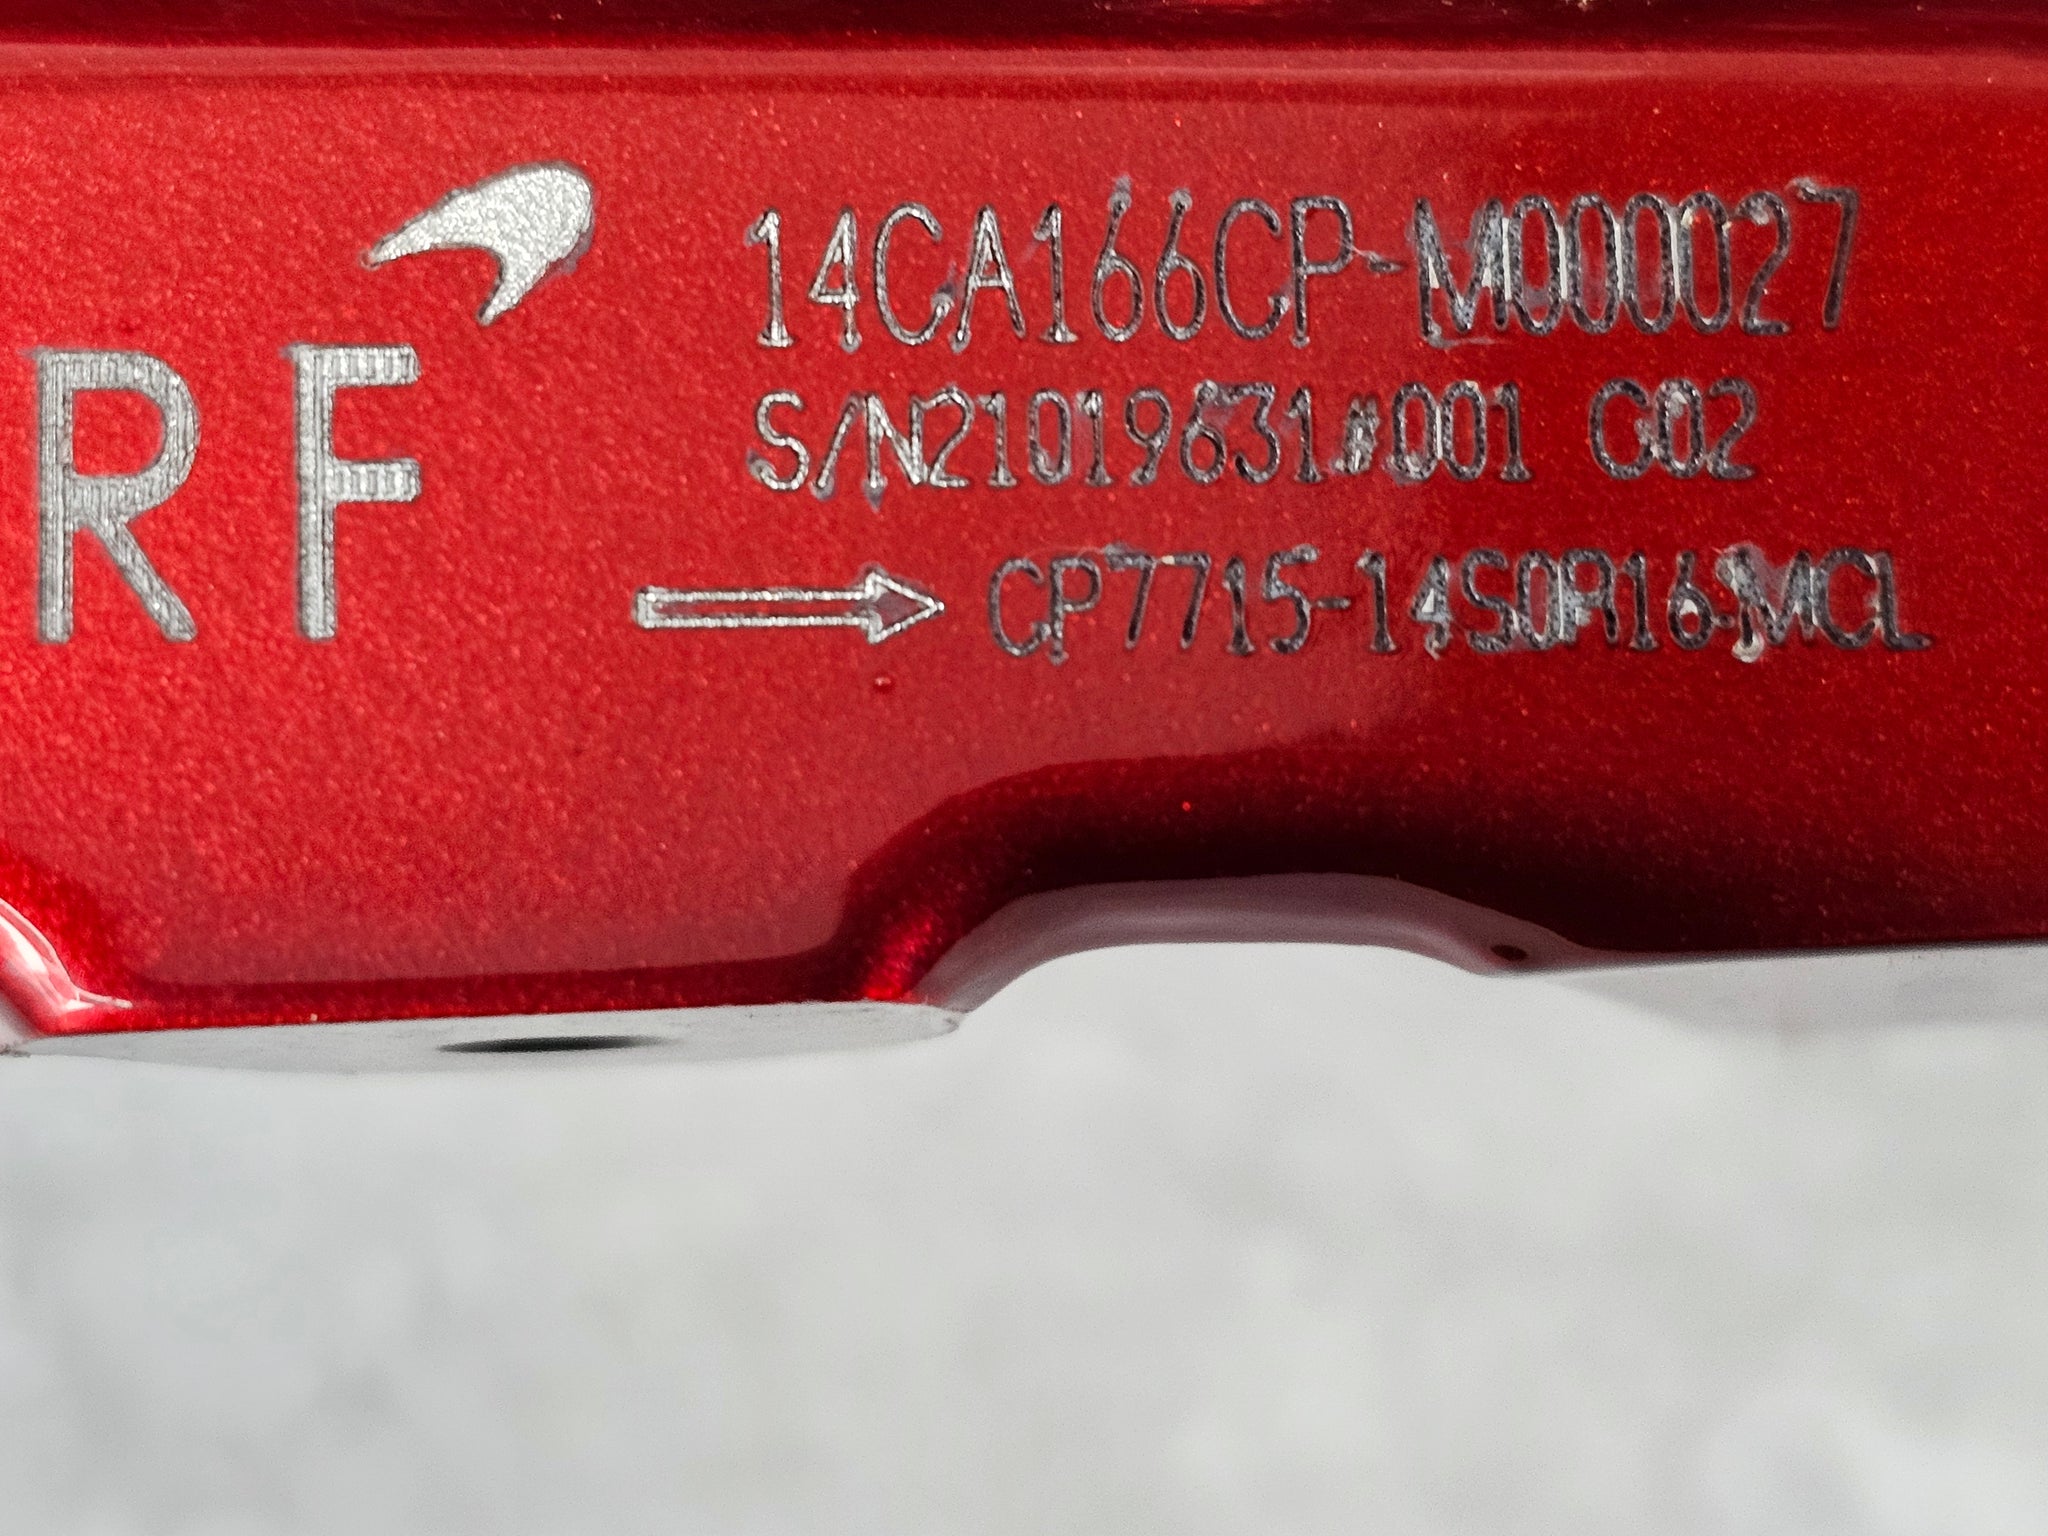 RF
14CA166CP-M000027
S/N21019631#001 C02
CP7715-14S0R16-MCL